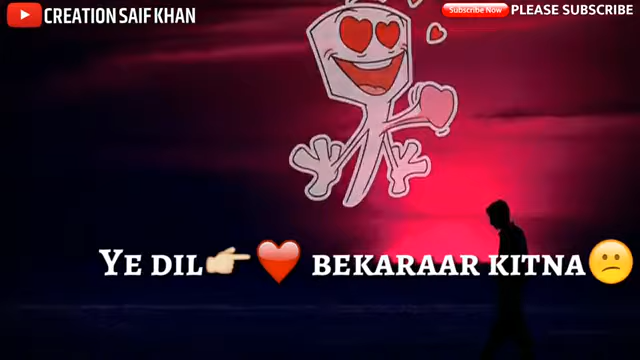 CREATION SAIF KHAN
Subscribe Now PLEASE SUBSCRIBE
YE DIL👉❤️ BEKARAAR KITNA😕